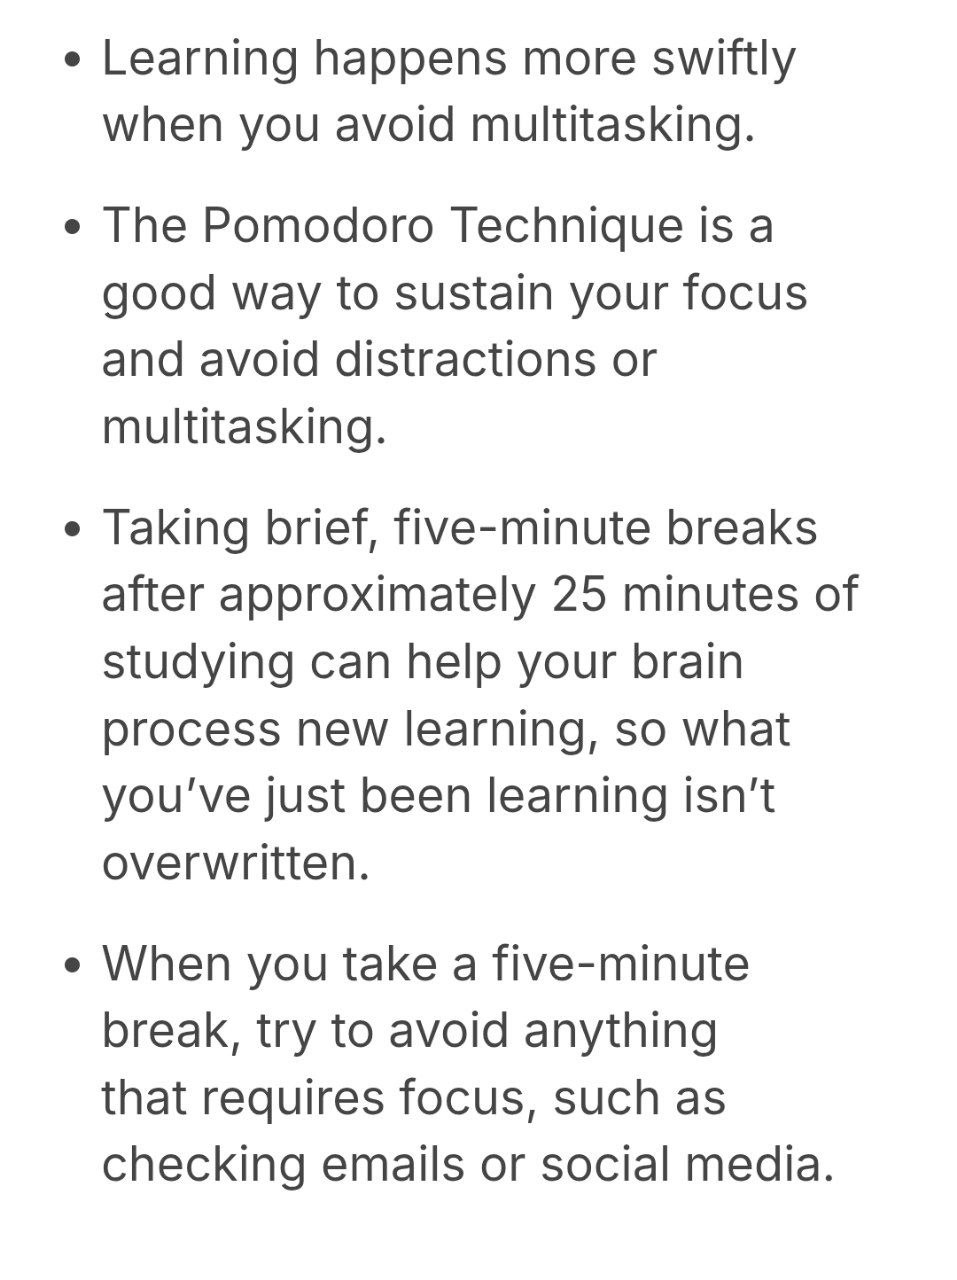 • Learning happens more swiftly
when you avoid multitasking.
• The Pomodoro Technique is a
good way to sustain your focus
and avoid distractions or
multitasking.
• Taking brief, five-minute breaks
after approximately 25 minutes of
studying can help your brain
process new learning, so what
you’ve just been learning isn’t
overwritten.
• When you take a five-minute
break, try to avoid anything
that requires focus, such as
checking emails or social media.